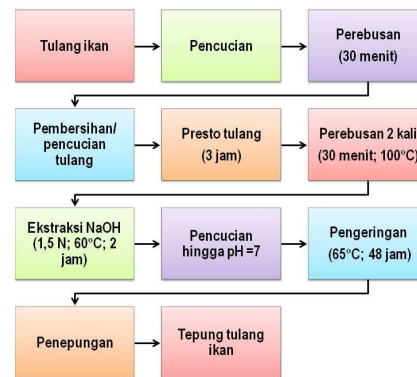 Tulang ikan
Pencucian
Perebusan
(30 menit)
Pembersihan/
pencucian
tulang
Presto tulang
(3 jam)
Perebusan 2 kali
(30 menit; 100°C)
Ekstraksi NaOH
(1,5 N; 60°C; 2
jam)
Pencucian
hingga pH =7
Pengeringan
(65°C; 48 jam)
Penepungan
Tepung tulang
ikan